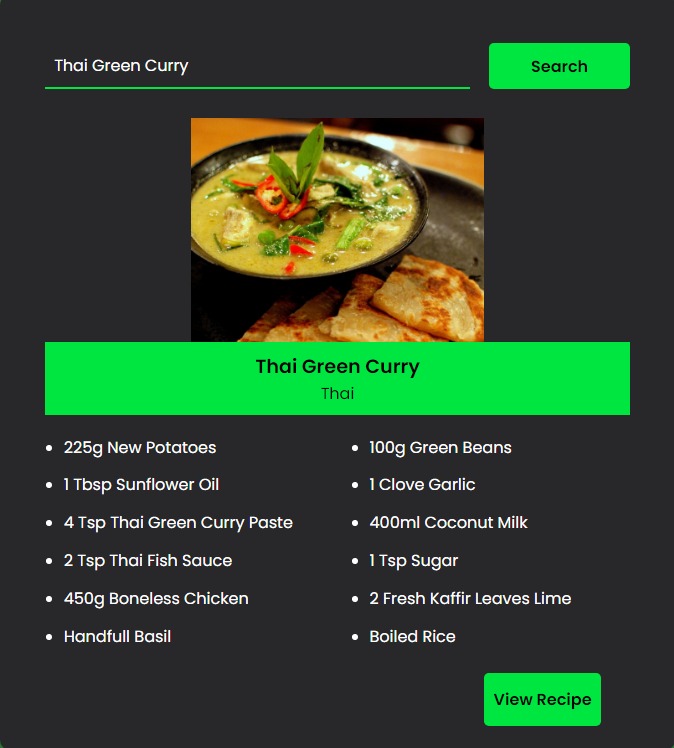 Thai Green Curry
Search
Thai Green Curry
Thai
225g New Potatoes
100g Green Beans
1 Tbsp Sunflower Oil
1 Clove Garlic
4 Tsp Thai Green Curry Paste
400ml Coconut Milk
2 Tsp Thai Fish Sauce
1 Tsp Sugar
450g Boneless Chicken
2 Fresh Kaffir Leaves Lime
Handfull Basil
Boiled Rice
View Recipe